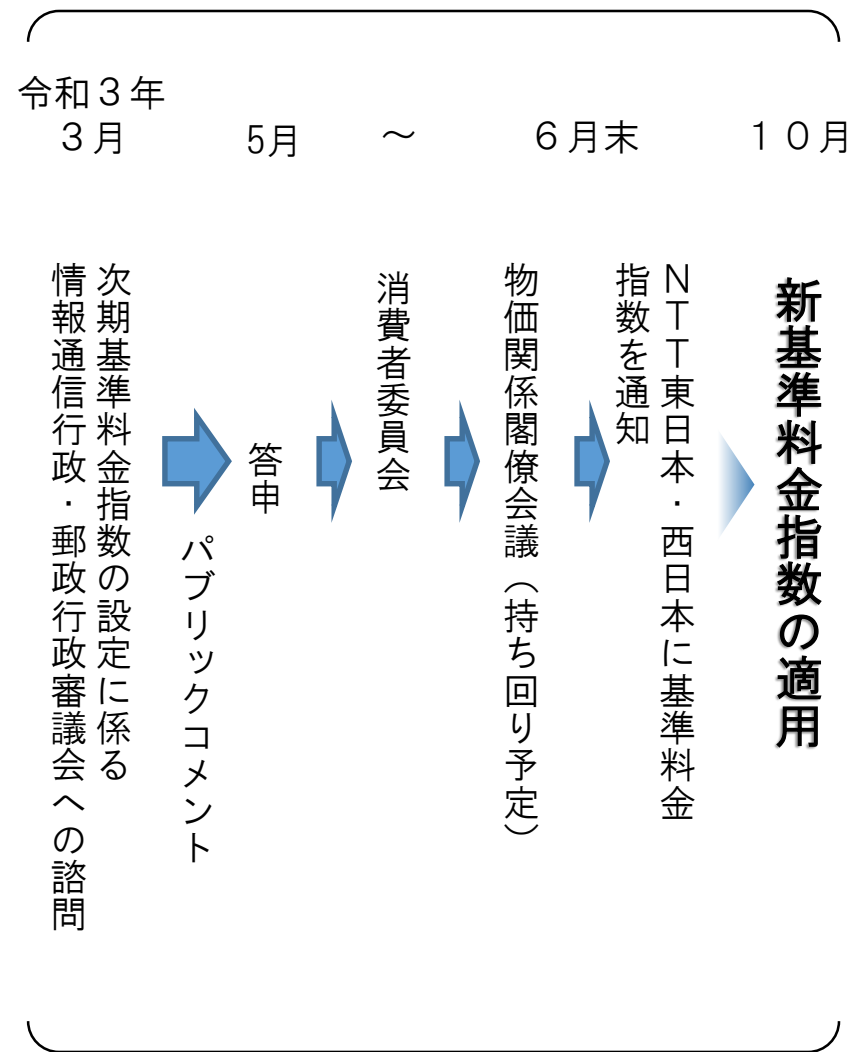 令和３年
３月
5月
～
６月末
１０月
次期基準料金指数の設定に係る
情報通信行政・郵政行政審議会への諮問
パブリックコメント
答申
消費者委員会
物価関係閣僚会議（持ち回り予定）
ＮＴＴ東日本・西日本に基準料金
指数を通知
新基準料金指数の適用